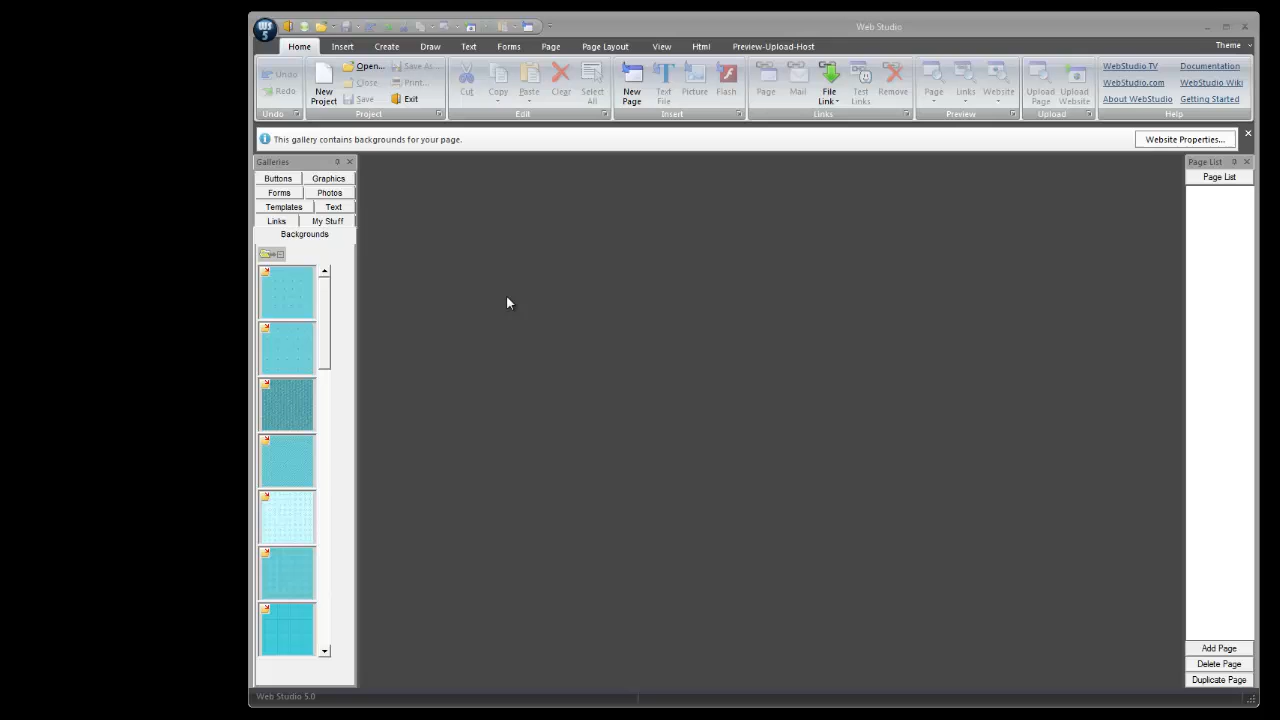 WS 5
Web Studio
Home Insert Create Draw Text Forms Page Page Layout View Html Preview-Upload-Host Theme
Undo
Redo
Undo
New Project
Open...
Close
Save
Save As...
Print...
Exit
Project
Cut Copy Paste Clear Select All
Edit
New Page Text File Picture Flash
Insert
Page Mail File Link Test Links Remove
Links
Page Links Website
Preview
Upload Page Upload Website
Upload
WebStudio TV Documentation
WebStudio.com WebStudio Wiki
About WebStudio Getting Started
Help
This gallery contains backgrounds for your page.
Website Properties...
Galleries
Buttons Graphics
Forms Photos
Templates Text
Links My Stuff
Backgrounds
Page List
Page List
Add Page
Delete Page
Duplicate Page
Web Studio 5.0